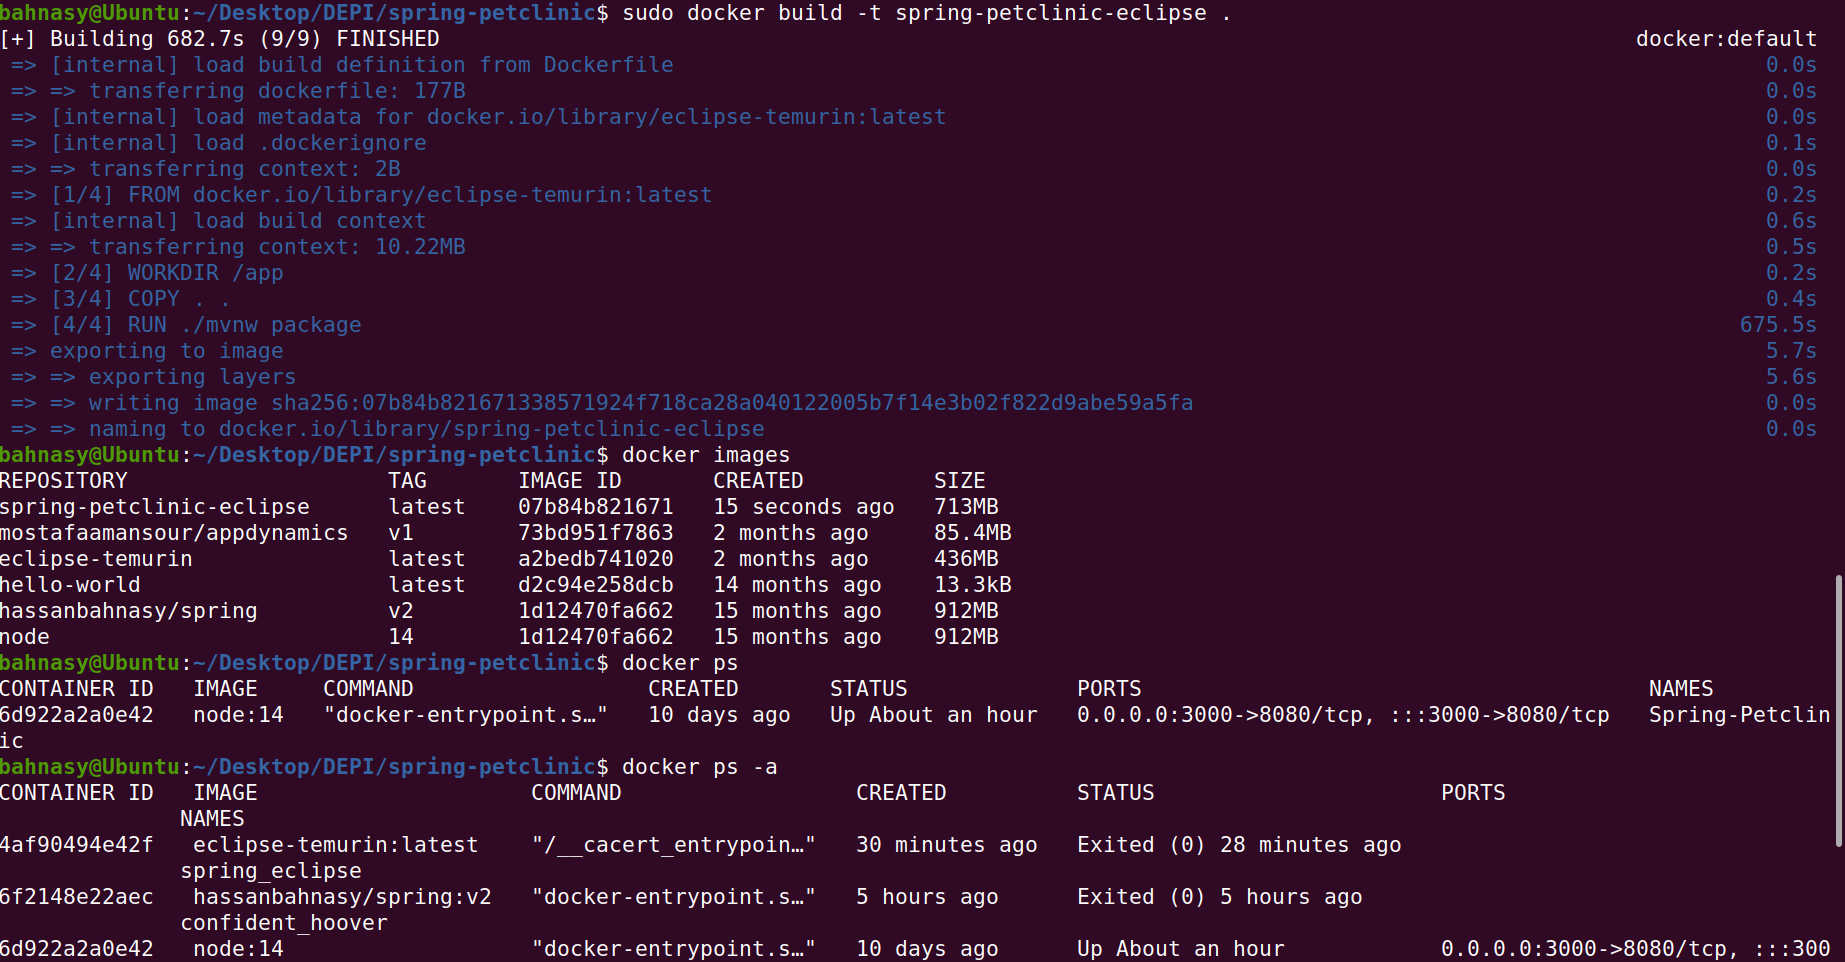 bahnasy@Ubuntu:~/Desktop/DEPI/spring-petclinic$ sudo docker build -t spring-petclinic-eclipse .
[+] Building 682.7s (9/9) FINISHED docker:default
=> [internal] load build definition from Dockerfile 0.0s
=> => transferring dockerfile: 177B 0.0s
=> [internal] load metadata for docker.io/library/eclipse-temurin:latest 0.0s
=> [internal] load .dockerignore 0.1s
=> => transferring context: 2B 0.0s
=> [1/4] FROM docker.io/library/eclipse-temurin:latest 0.2s
=> [internal] load build context 0.6s
=> => transferring context: 10.22MB 0.5s
=> [2/4] WORKDIR /app 0.2s
=> [3/4] COPY . . 0.4s
=> [4/4] RUN ./mvnw package 675.5s
=> exporting to image 5.7s
=> => exporting layers 5.6s
=> => writing image sha256:07b84b821671338571924f718ca28a040122005b7f14e3b02f822d9abe59a5fa 0.0s
=> => naming to docker.io/library/spring-petclinic-eclipse 0.0s
bahnasy@Ubuntu:~/Desktop/DEPI/spring-petclinic$ docker images
REPOSITORY TAG IMAGE ID CREATED SIZE
spring-petclinic-eclipse latest 07b84b821671 15 seconds ago 713MB
mostafaamansour/appdynamics v1 73bd951f7863 2 months ago 85.4MB
eclipse-temurin latest a2bedb741020 2 months ago 436MB
hello-world latest d2c94e258dcb 14 months ago 13.3kB
hassanbahnasy/spring v2 1d12470fa662 15 months ago 912MB
node 14 1d12470fa662 15 months ago 912MB
bahnasy@Ubuntu:~/Desktop/DEPI/spring-petclinic$ docker ps
CONTAINER ID IMAGE COMMAND CREATED STATUS PORTS NAMES
6d922a2a0e42 node:14 "docker-entrypoint.s…" 10 days ago Up About an hour 0.0.0.0:3000->8080/tcp, :::3000->8080/tcp Spring-Petclin
ic
bahnasy@Ubuntu:~/Desktop/DEPI/spring-petclinic$ docker ps -a
CONTAINER ID IMAGE COMMAND CREATED STATUS PORTS
NAMES
4af90494e42f eclipse-temurin:latest "/__cacert_entrypoin…" 30 minutes ago Exited (0) 28 minutes ago
spring_eclipse
6f2148e22aec hassanbahnasy/spring:v2 "docker-entrypoint.s…" 5 hours ago Exited (0) 5 hours ago
confident_hoover
6d922a2a0e42 node:14 "docker-entrypoint.s…" 10 days ago Up About an hour 0.0.0.0:3000->8080/tcp, :::300